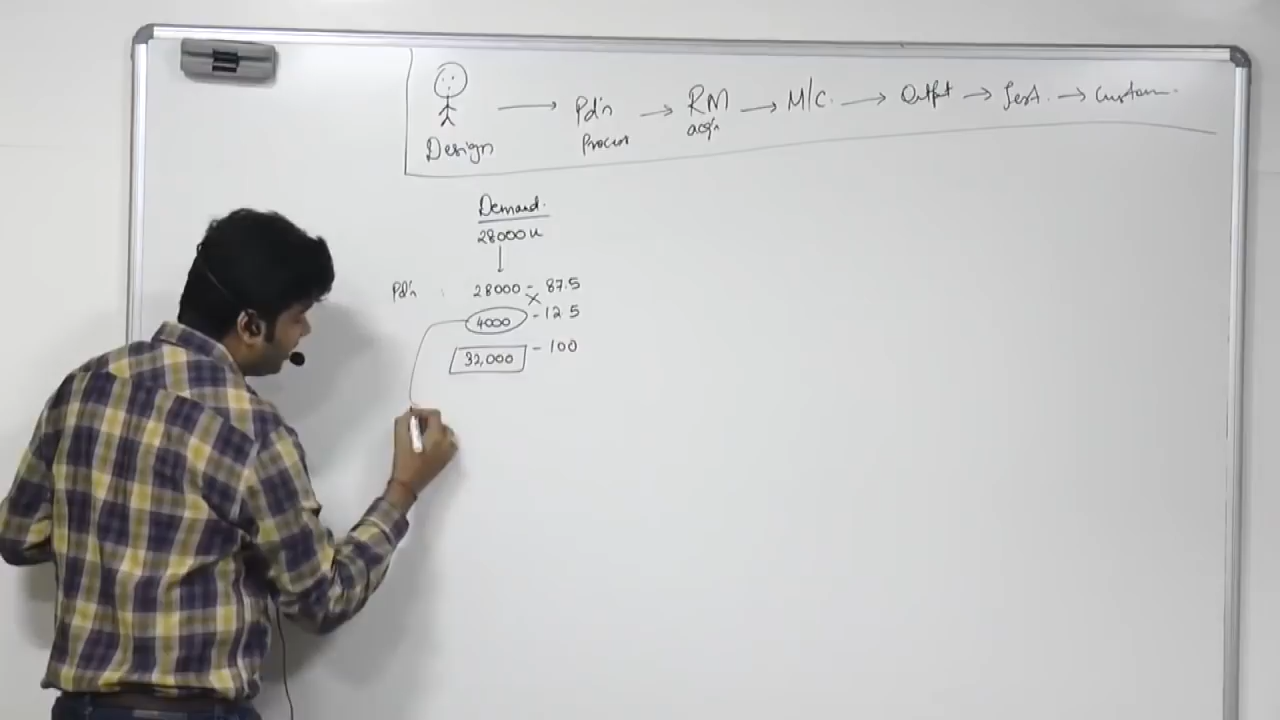 Design → Pd'n → RM → M/C. → Output → Test. → Custom.
Process acq'n
Demand.
28000 u
Pd'n : 28000 - 87.5
4000 - 12.5
32,000 - 100